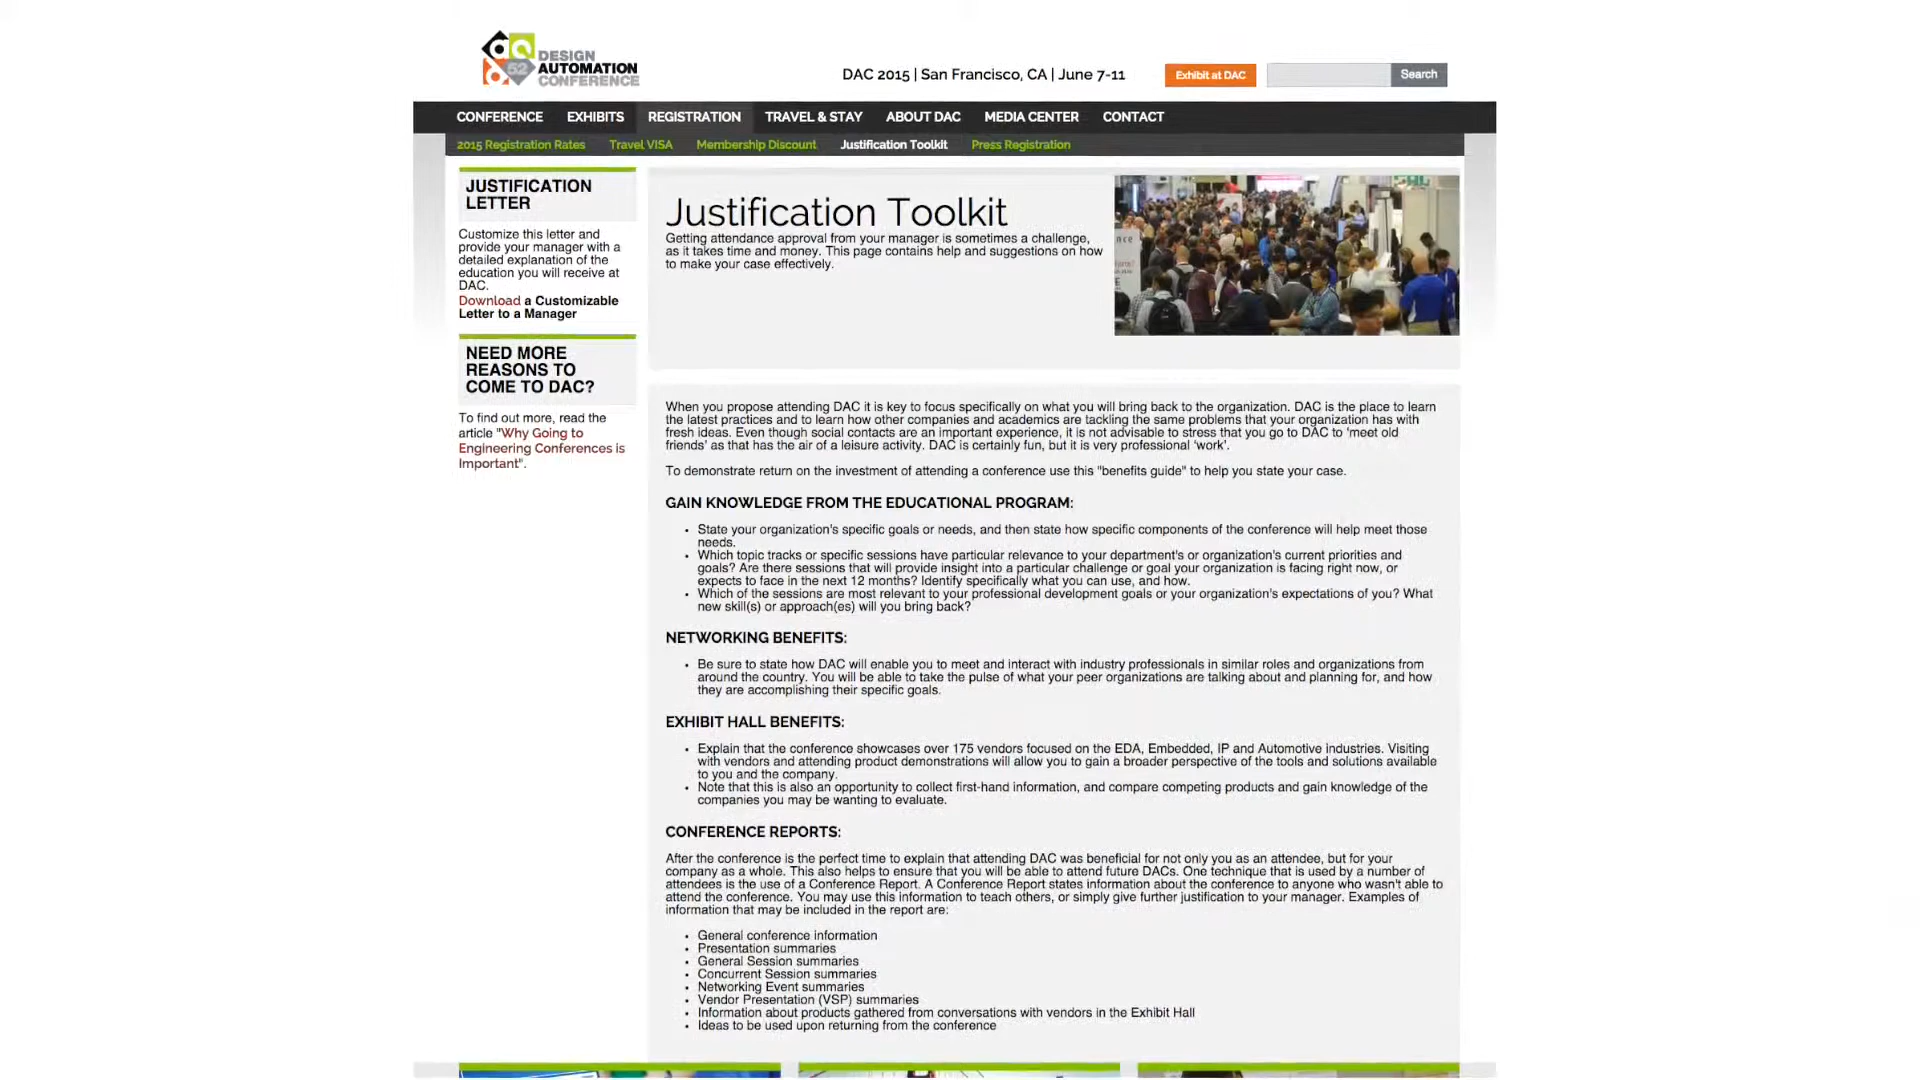 DESIGN
AUTOMATION
CONFERENCE
52
DAC 2015 | San Francisco, CA | June 7-11
Exhibit at DAC
Search
CONFERENCE EXHIBITS REGISTRATION TRAVEL & STAY ABOUT DAC MEDIA CENTER CONTACT
2015 Registration Rates Travel VISA Membership Discount Justification Toolkit Press Registration
JUSTIFICATION
LETTER
Customize this letter and
provide your manager with a
detailed explanation of the
education you will receive at
DAC.
Download a Customizable
Letter to a Manager
NEED MORE
REASONS TO
COME TO DAC?
To find out more, read the
article "Why Going to
Engineering Conferences is
Important".
Justification Toolkit
Getting attendance approval from your manager is sometimes a challenge,
as it takes time and money. This page contains help and suggestions on how
to make your case effectively.
When you propose attending DAC it is key to focus specifically on what you will bring back to the organization. DAC is the place to learn
the latest practices and to learn how other companies and academics are tackling the same problems that your organization has with
fresh ideas. Even though social contacts are an important experience, it is not advisable to stress that you go to DAC to 'meet old
friends' as that has the air of a leisure activity. DAC is certainly fun, but it is very professional 'work'.
To demonstrate return on the investment of attending a conference use this "benefits guide" to help you state your case.
GAIN KNOWLEDGE FROM THE EDUCATIONAL PROGRAM:
• State your organization's specific goals or needs, and then state how specific components of the conference will help meet those
needs.
• Which topic tracks or specific sessions have particular relevance to your department's or organization's current priorities and
goals? Are there sessions that will provide insight into a particular challenge or goal your organization is facing right now, or
expects to face in the next 12 months? Identify specifically what you can use, and how.
• Which of the sessions are most relevant to your professional development goals or your organization's expectations of you? What
new skill(s) or approach(es) will you bring back?
NETWORKING BENEFITS:
• Be sure to state how DAC will enable you to meet and interact with industry professionals in similar roles and organizations from
around the country. You will be able to take the pulse of what your peer organizations are talking about and planning for, and how
they are accomplishing their specific goals.
EXHIBIT HALL BENEFITS:
• Explain that the conference showcases over 175 vendors focused on the EDA, Embedded, IP and Automotive industries. Visiting
with vendors and attending product demonstrations will allow you to gain a broader perspective of the tools and solutions available
to you and the company.
• Note that this is also an opportunity to collect first-hand information, and compare competing products and gain knowledge of the
companies you may be wanting to evaluate.
CONFERENCE REPORTS:
After the conference is the perfect time to explain that attending DAC was beneficial for not only you as an attendee, but for your
company as a whole. This also helps to ensure that you will be able to attend future DACs. One technique that is used by a number of
attendees is the use of a Conference Report. A Conference Report states information about the conference to anyone who wasn't able to
attend the conference. You may use this information to teach others, or simply give further justification to your manager. Examples of
information that may be included in the report are:
• General conference information
• Presentation summaries
• General Session summaries
• Concurrent Session summaries
• Networking Event summaries
• Vendor Presentation (VSP) summaries
• Information about products gathered from conversations with vendors in the Exhibit Hall
• Ideas to be used upon returning from the conference